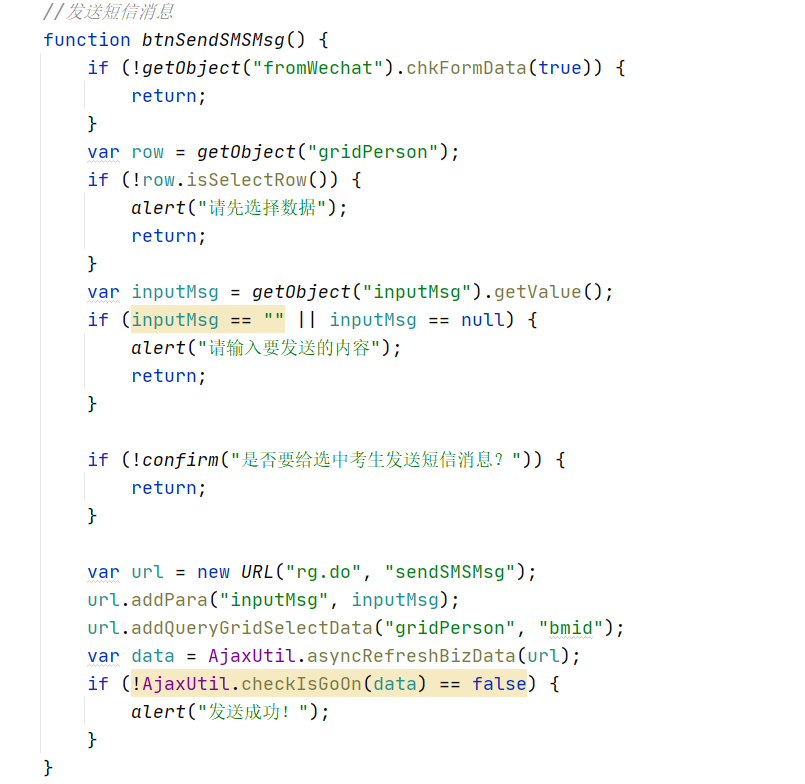 //发送短信消息
function btnSendSMSMsg() {
    if (!getObject("fromWechat").chkFormData(true)) {
        return;
    }
    var row = getObject("gridPerson");
    if (!row.isSelectRow()) {
        alert("请先选择数据");
        return;
    }
    var inputMsg = getObject("inputMsg").getValue();
    if (inputMsg == "" || inputMsg == null) {
        alert("请输入要发送的内容");
        return;
    }

    if (!confirm("是否要给选中考生发送短信消息？")) {
        return;
    }

    var url = new URL("rg.do", "sendSMSMsg");
    url.addPara("inputMsg", inputMsg);
    url.addQueryGridSelectData("gridPerson", "bmid");
    var data = AjaxUtil.asyncRefreshBizData(url);
    if (!AjaxUtil.checkIsGoOn(data) == false) {
        alert("发送成功！");
    }
}